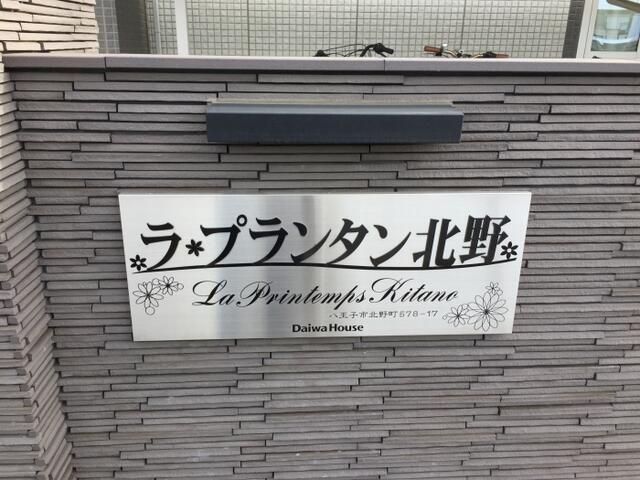 ラ*プランタン北野
La Printemps Kitano
八王子市北野町578-17
Daiwa House